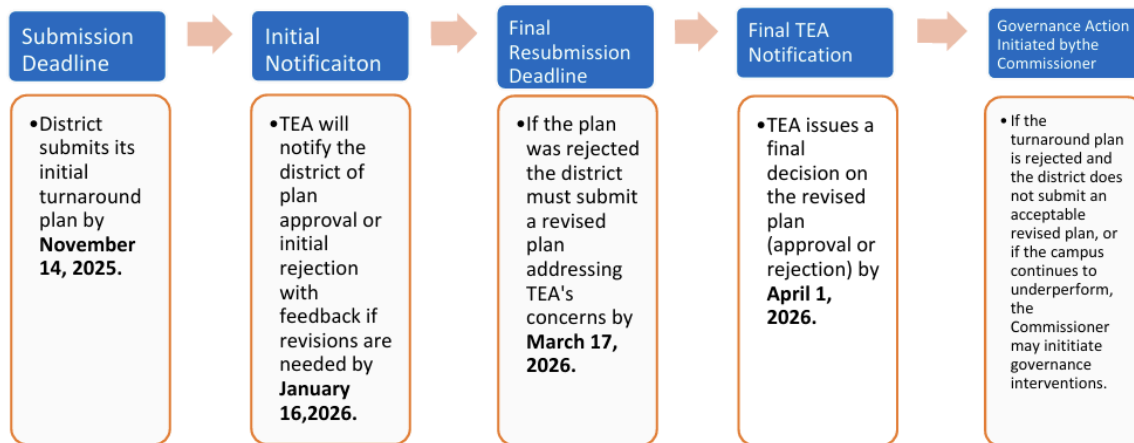 Submission
Deadline
Initial
Notificaiton
Final
Resubmission
Deadline
Final TEA
Notification
Governance Action
Initiated bythe
Commissioner
•District
submits its
initial
turnaround
plan by
November
14, 2025.
•TEA will
notify the
district of
plan
approval or
initial
rejection
with
feedback if
revisions are
needed by
January
16,2026.
•If the plan
was rejected
the district
must submit
a revised
plan
addressing
TEA's
concerns by
March 17,
2026.
•TEA issues a
final
decision on
the revised
plan
(approval or
rejection) by
April 1,
2026.
• If the
turnaround plan
is rejected and
the district does
not submit an
acceptable
revised plan, or
if the campus
continues to
underperform,
the
Commissioner
may inititiate
governance
interventions.